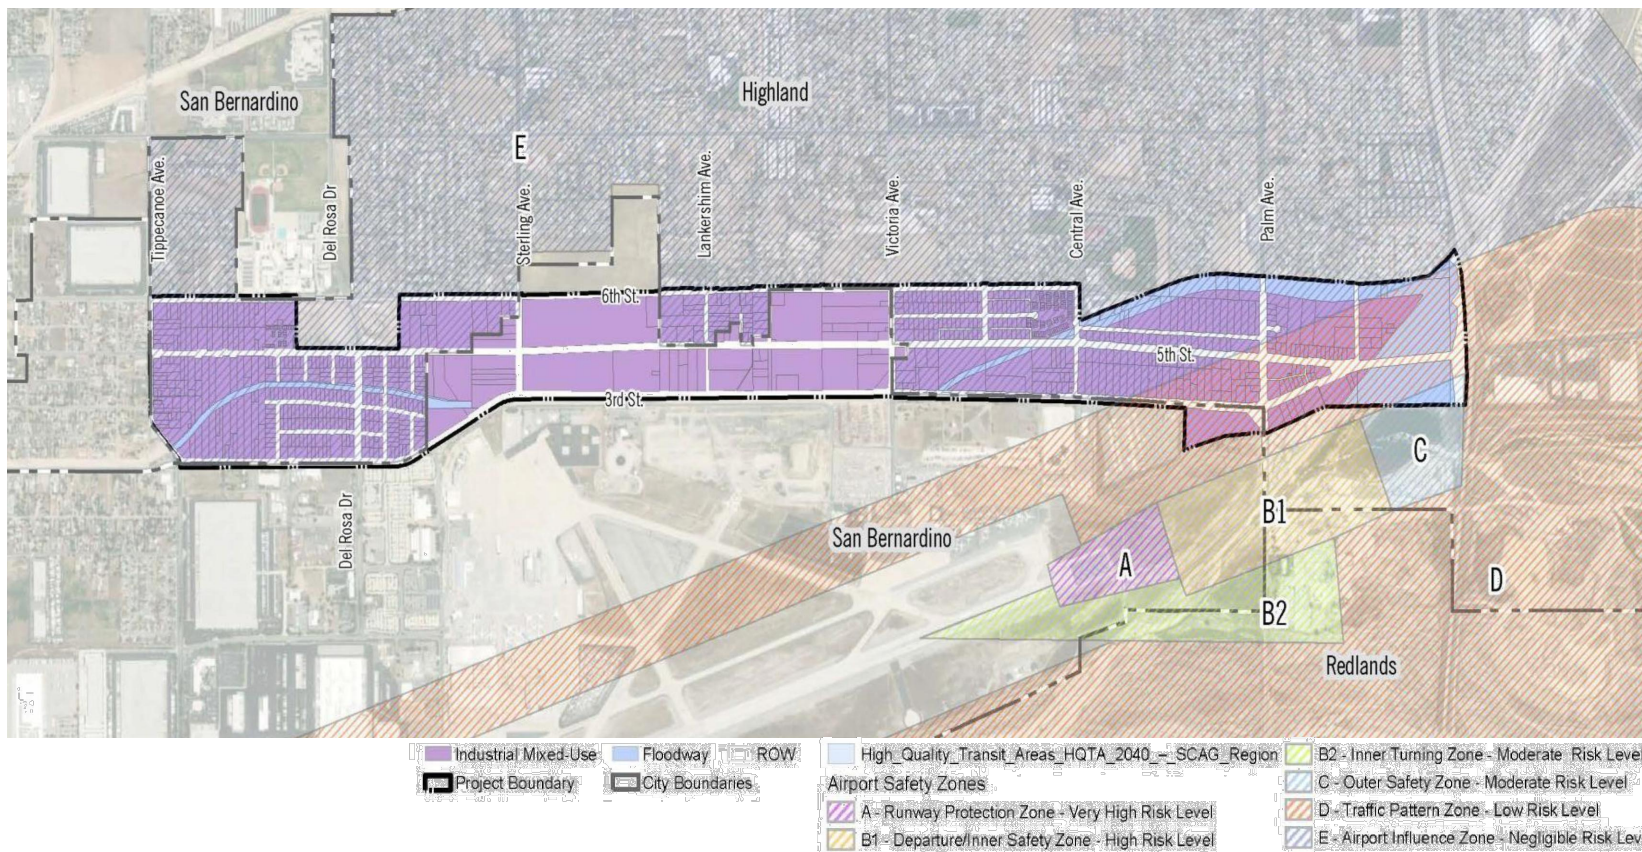 San Bernardino
Highland
E
Tippecanoe Ave.
Del Rosa Dr
Sterling Ave.
Lankershim Ave.
Victoria Ave.
Central Ave.
Palm Ave.
6th St.
5th St.
3rd St.
C
Del Rosa Dr
B1
San Bernardino
A
D
B2
Redlands
Industrial Mixed-Use
Floodway
ROW
Project Boundary
City Boundaries
High_Quality_Transit_Areas_HQTA_2040_–_SCAG_Region
Airport Safety Zones
A - Runway Protection Zone - Very High Risk Level
B1 - Departure/Inner Safety Zone - High Risk Level
B2 - Inner Turning Zone - Moderate Risk Level
C - Outer Safety Zone - Moderate Risk Level
D - Traffic Pattern Zone - Low Risk Level
E - Airport Influence Zone - Negligible Risk Lev